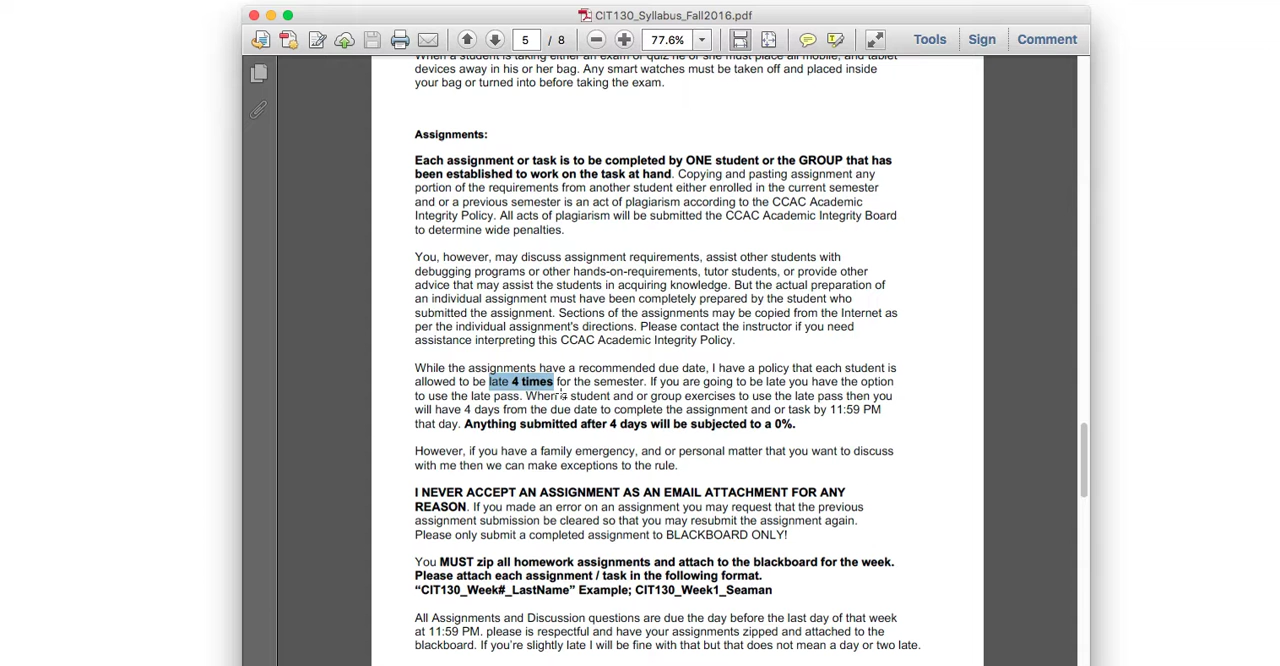 CIT130_Syllabus_Fall2016.pdf
5 / 8 77.6% Tools Sign Comment
When a student is taking either an exam or quiz he or she must place all mobile, and tablet
devices away in his or her bag. Any smart watches must be taken off and placed inside
your bag or turned into before taking the exam.
Assignments:
Each assignment or task is to be completed by ONE student or the GROUP that has
been established to work on the task at hand. Copying and pasting assignment any
portion of the requirements from another student either enrolled in the current semester
and or a previous semester is an act of plagiarism according to the CCAC Academic
Integrity Policy. All acts of plagiarism will be submitted the CCAC Academic Integrity Board
to determine wide penalties.
You, however, may discuss assignment requirements, assist other students with
debugging programs or other hands-on-requirements, tutor students, or provide other
advice that may assist the students in acquiring knowledge. But the actual preparation of
an individual assignment must have been completely prepared by the student who
submitted the assignment. Sections of the assignments may be copied from the Internet as
per the individual assignment's directions. Please contact the instructor if you need
assistance interpreting this CCAC Academic Integrity Policy.
While the assignments have a recommended due date, I have a policy that each student is
allowed to be late 4 times for the semester. If you are going to be late you have the option
to use the late pass. When a student and or group exercises to use the late pass then you
will have 4 days from the due date to complete the assignment and or task by 11:59 PM
that day. Anything submitted after 4 days will be subjected to a 0%.
However, if you have a family emergency, and or personal matter that you want to discuss
with me then we can make exceptions to the rule.
I NEVER ACCEPT AN ASSIGNMENT AS AN EMAIL ATTACHMENT FOR ANY
REASON. If you made an error on an assignment you may request that the previous
assignment submission be cleared so that you may resubmit the assignment again.
Please only submit a completed assignment to BLACKBOARD ONLY!
You MUST zip all homework assignments and attach to the blackboard for the week.
Please attach each assignment / task in the following format.
“CIT130_Week#_LastName” Example; CIT130_Week1_Seaman
All Assignments and Discussion questions are due the day before the last day of that week
at 11:59 PM. please is respectful and have your assignments zipped and attached to the
blackboard. If you’re slightly late I will be fine with that but that does not mean a day or two late.